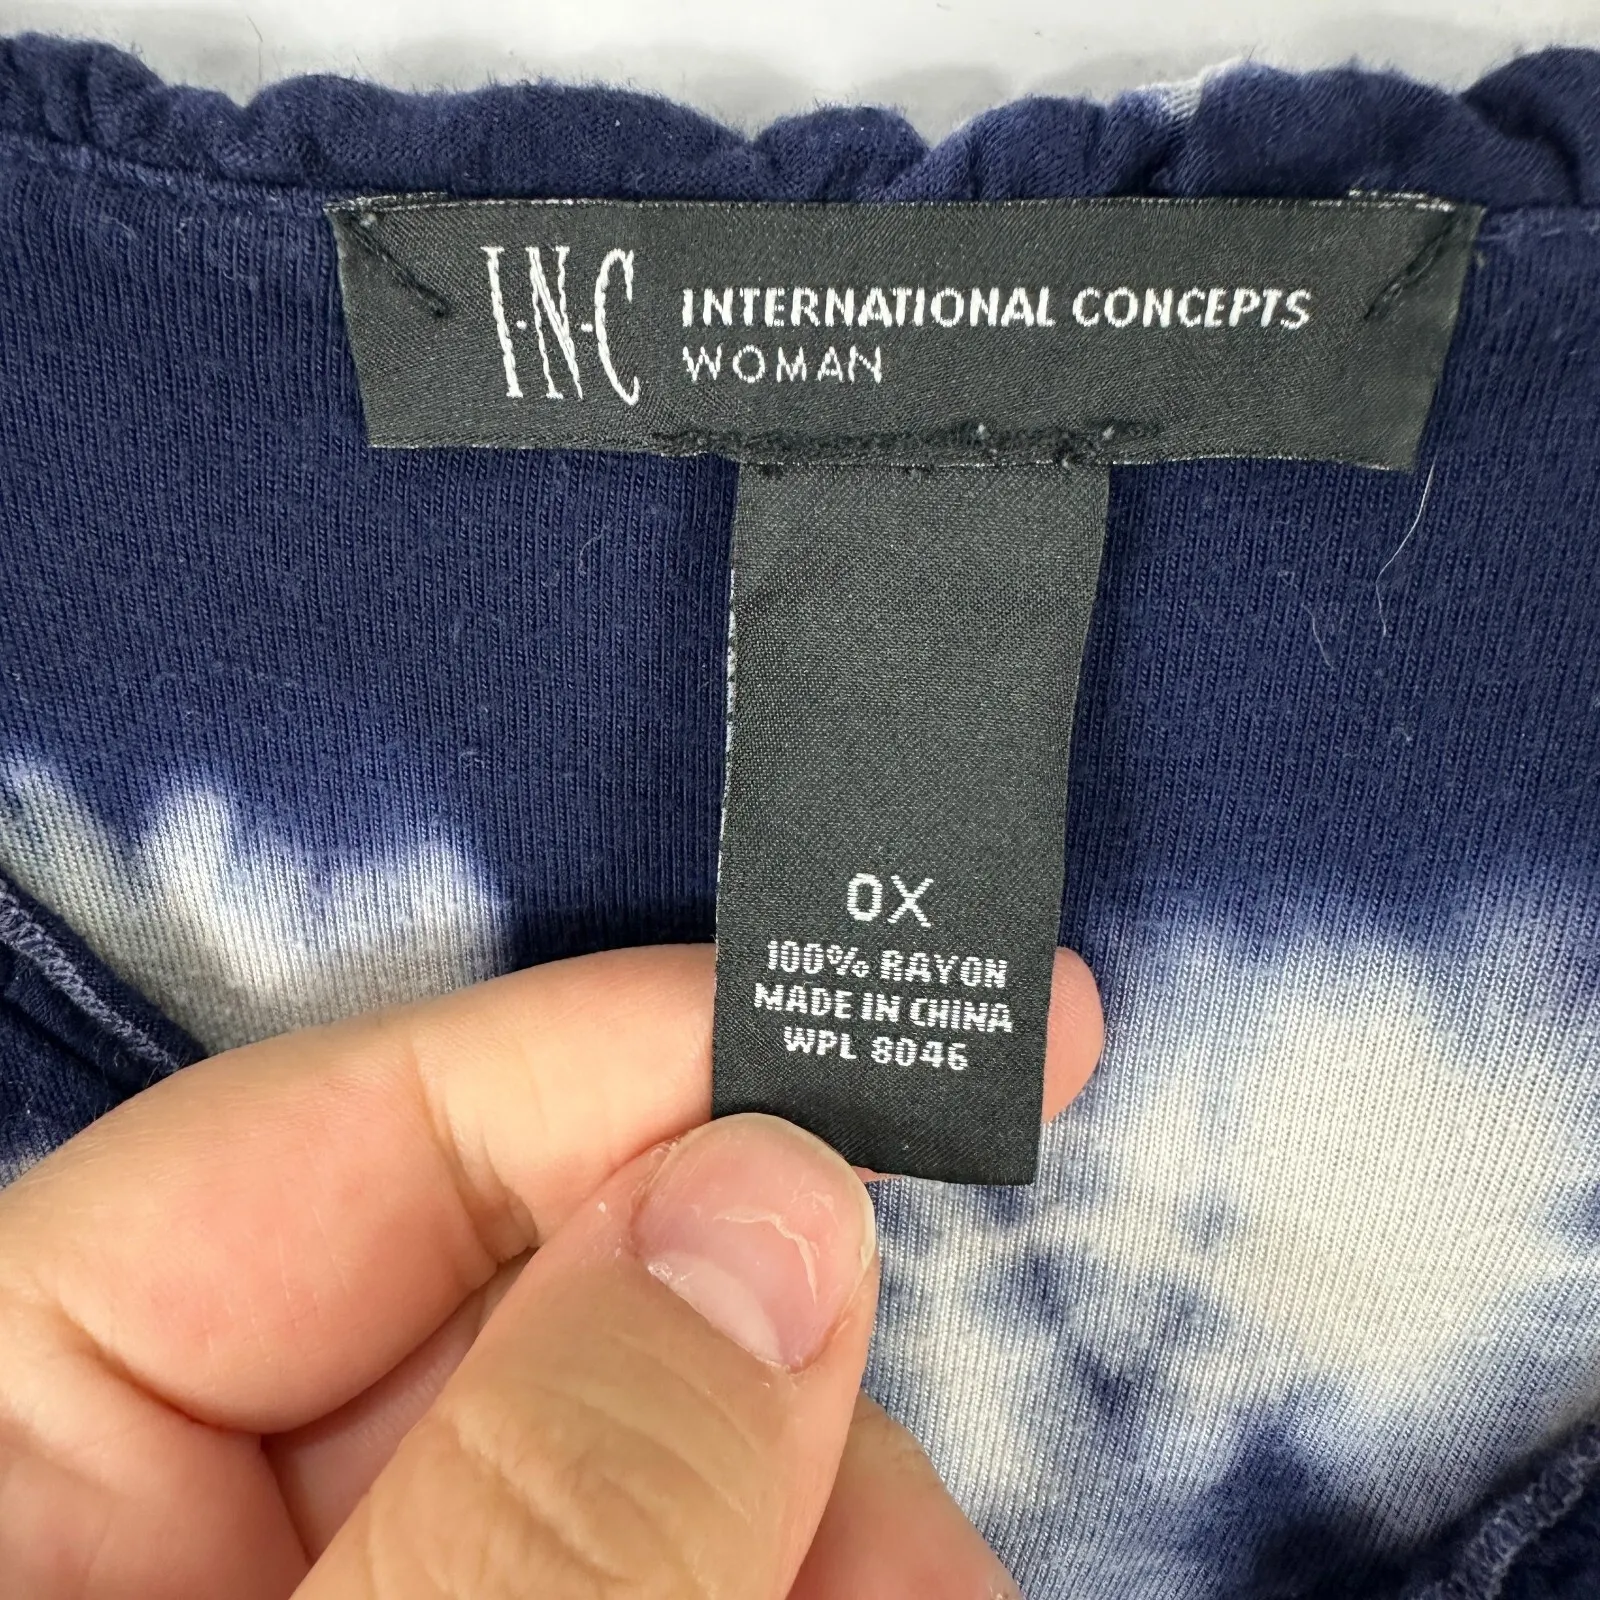 I·N·C INTERNATIONAL CONCEPTS
WOMAN
0X
100% RAYON
MADE IN CHINA
WPL 8046